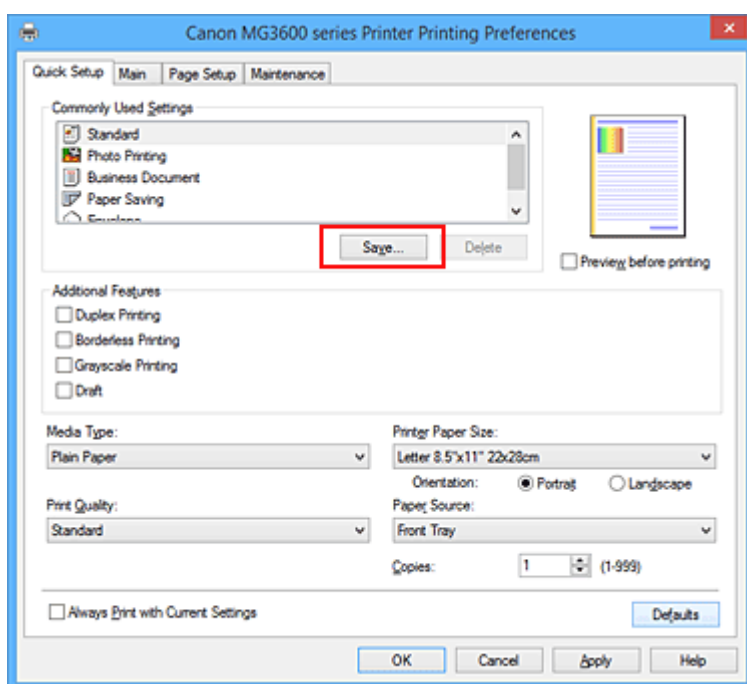 Canon MG3600 series Printer Printing Preferences
Quick Setup Main Page Setup Maintenance
Commonly Used Settings
Standard
Photo Printing
Business Document
Paper Saving
Envelope
Save... Delete
Preview before printing
Additional Features
Duplex Printing
Borderless Printing
Grayscale Printing
Draft
Media Type: Printer Paper Size:
Plain Paper Letter 8.5"x11" 22x28cm
Orientation: Portrait Landscape
Print Quality: Paper Source:
Standard Front Tray
Copies: 1 (1-999)
Always Print with Current Settings Defaults
OK Cancel Apply Help